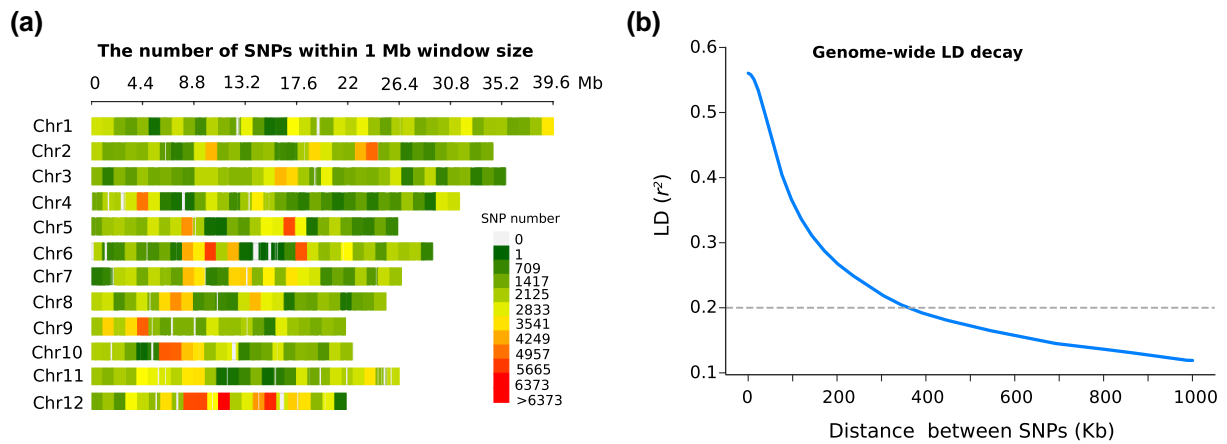 (a)
The number of SNPs within 1 Mb window size
0 4.4 8.8 13.2 17.6 22 26.4 30.8 35.2 39.6 Mb
Chr1
Chr2
Chr3
Chr4
Chr5
Chr6
Chr7
Chr8
Chr9
Chr10
Chr11
Chr12
SNP number
0
1
709
1417
2125
2833
3541
4249
4957
5665
6373
>6373
(b)
Genome-wide LD decay
LD (r²)
0.6
0.5
0.4
0.3
0.2
0.1
0 200 400 600 800 1000
Distance between SNPs (Kb)